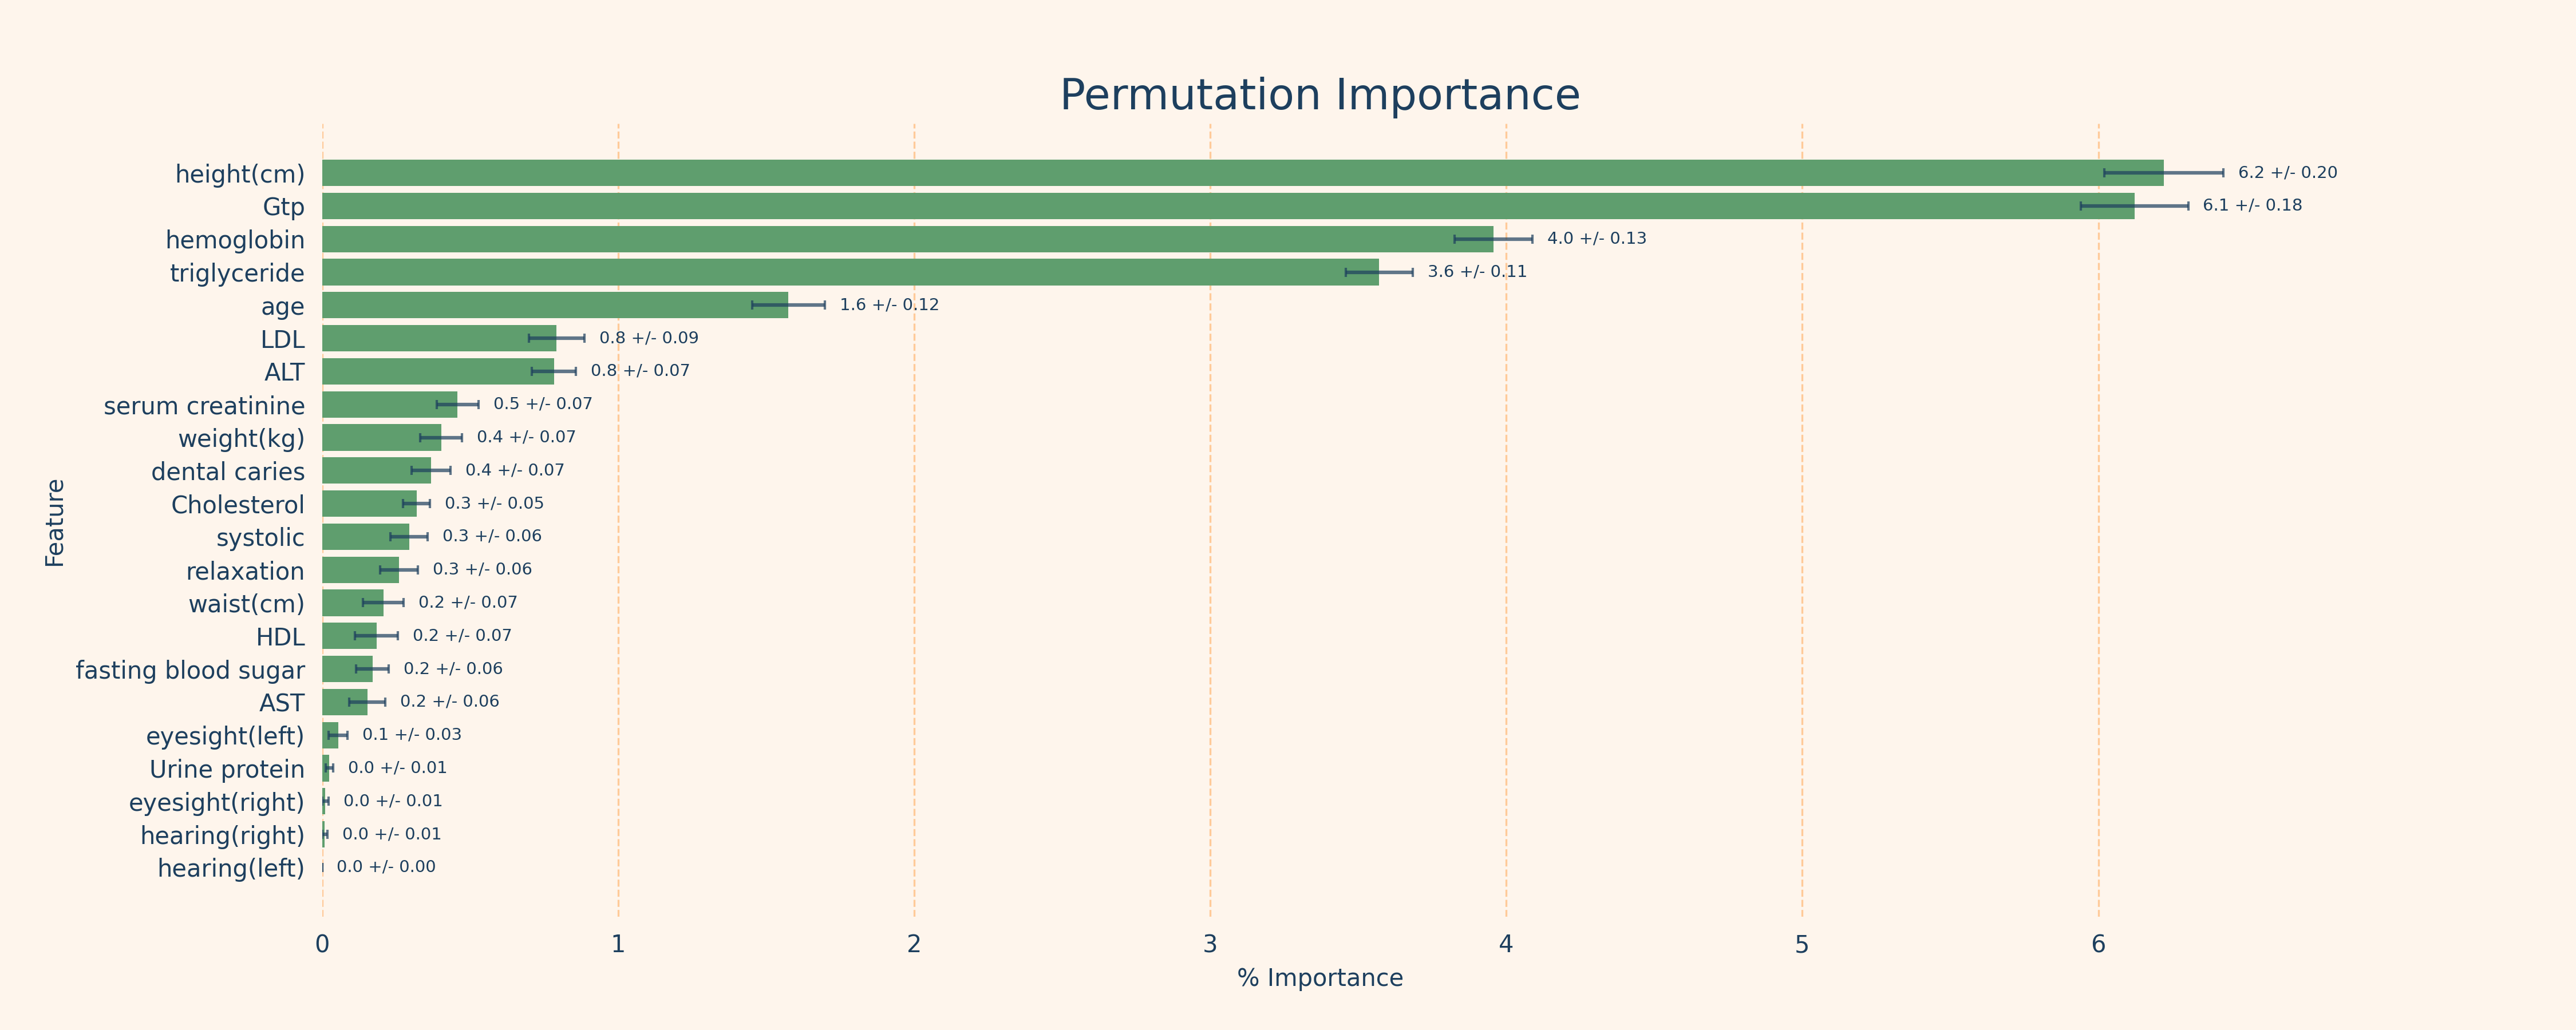 Permutation Importance
height(cm) 6.2 +/- 0.20
Gtp 6.1 +/- 0.18
hemoglobin 4.0 +/- 0.13
triglyceride 3.6 +/- 0.11
age 1.6 +/- 0.12
LDL 0.8 +/- 0.09
ALT 0.8 +/- 0.07
serum creatinine 0.5 +/- 0.07
weight(kg) 0.4 +/- 0.07
dental caries 0.4 +/- 0.07
Cholesterol 0.3 +/- 0.05
systolic 0.3 +/- 0.06
relaxation 0.3 +/- 0.06
waist(cm) 0.2 +/- 0.07
HDL 0.2 +/- 0.07
fasting blood sugar 0.2 +/- 0.06
AST 0.2 +/- 0.06
eyesight(left) 0.1 +/- 0.03
Urine protein 0.0 +/- 0.01
eyesight(right) 0.0 +/- 0.01
hearing(right) 0.0 +/- 0.01
hearing(left) 0.0 +/- 0.00
Feature
0 1 2 3 4 5 6
% Importance